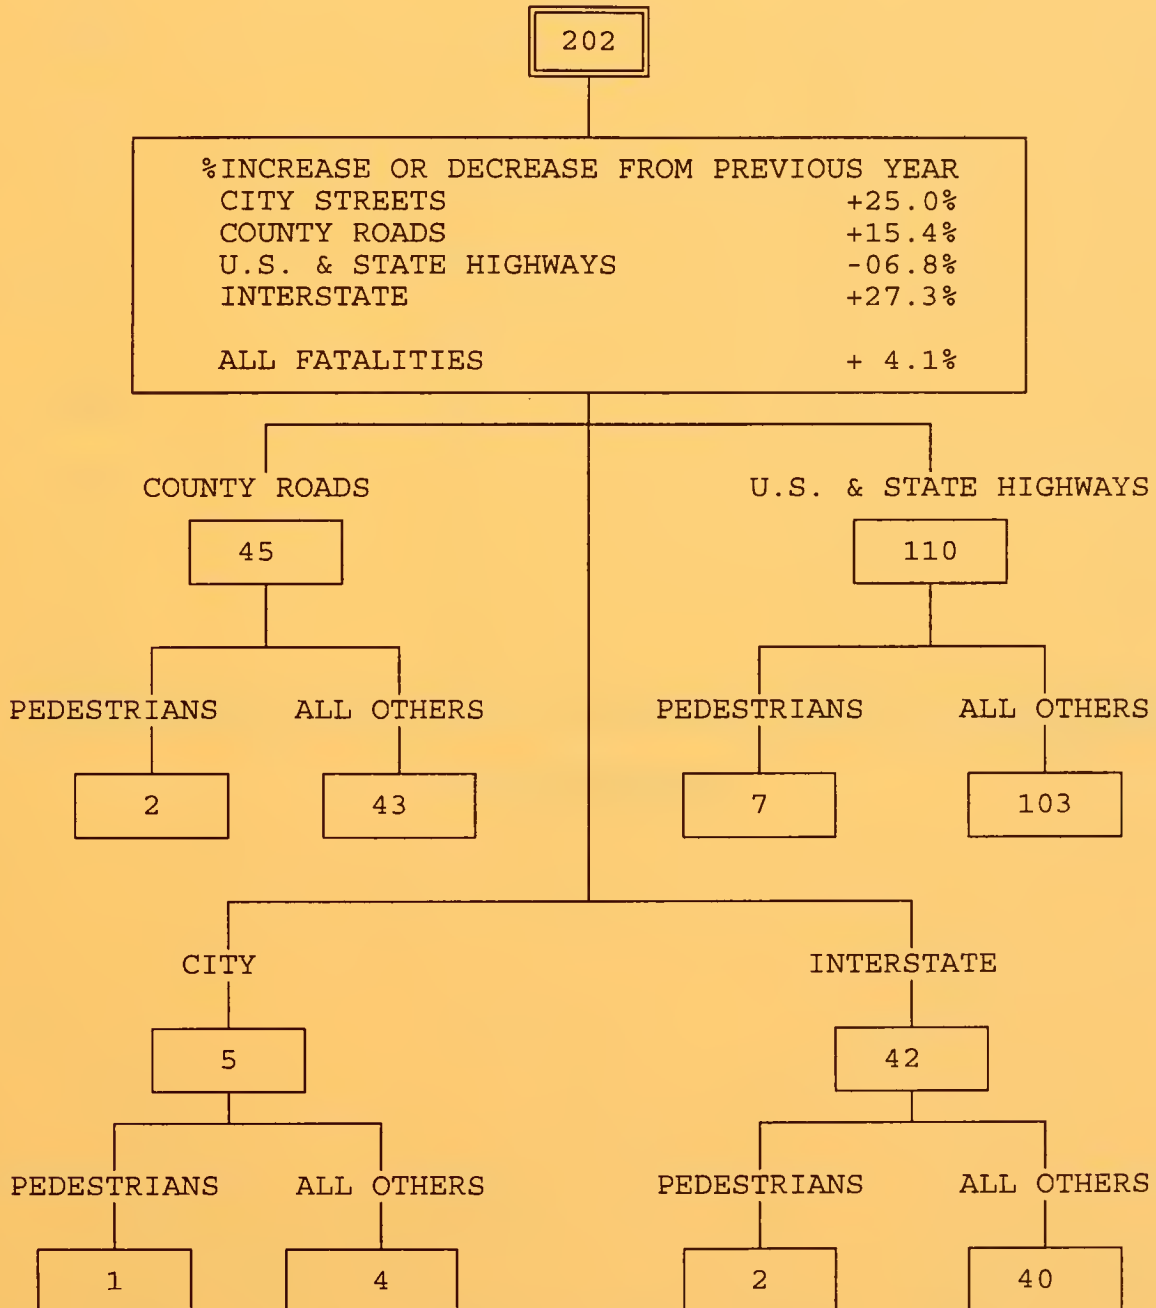 202
%INCREASE OR DECREASE FROM PREVIOUS YEAR
CITY STREETS +25.0%
COUNTY ROADS +15.4%
U.S. & STATE HIGHWAYS -06.8%
INTERSTATE +27.3%
ALL FATALITIES + 4.1%
COUNTY ROADS U.S. & STATE HIGHWAYS
45 110
PEDESTRIANS ALL OTHERS PEDESTRIANS ALL OTHERS
2 43 7 103
CITY INTERSTATE
5 42
PEDESTRIANS ALL OTHERS PEDESTRIANS ALL OTHERS
1 4 2 40